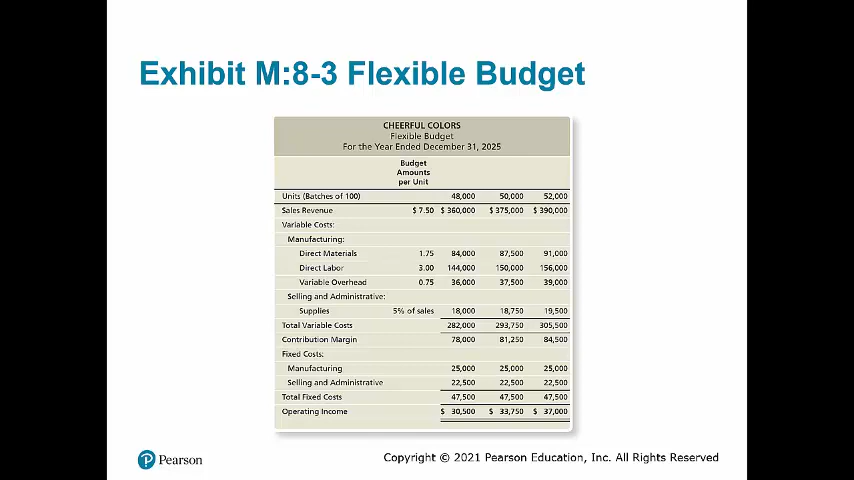 Exhibit M:8-3 Flexible Budget
CHEERFUL COLORS
Flexible Budget
For the Year Ended December 31, 2025
Budget
Amounts
per Unit
Units (Batches of 100) 48,000 50,000 52,000
Sales Revenue $ 7.50 $ 360,000 $ 375,000 $ 390,000
Variable Costs:
Manufacturing:
Direct Materials 1.75 84,000 87,500 91,000
Direct Labor 3.00 144,000 150,000 156,000
Variable Overhead 0.75 36,000 37,500 39,000
Selling and Administrative:
Supplies 5% of sales 18,000 18,750 19,500
Total Variable Costs 282,000 293,750 305,500
Contribution Margin 78,000 81,250 84,500
Fixed Costs:
Manufacturing 25,000 25,000 25,000
Selling and Administrative 22,500 22,500 22,500
Total Fixed Costs 47,500 47,500 47,500
Operating Income $ 30,500 $ 33,750 $ 37,000
P Pearson
Copyright © 2021 Pearson Education, Inc. All Rights Reserved